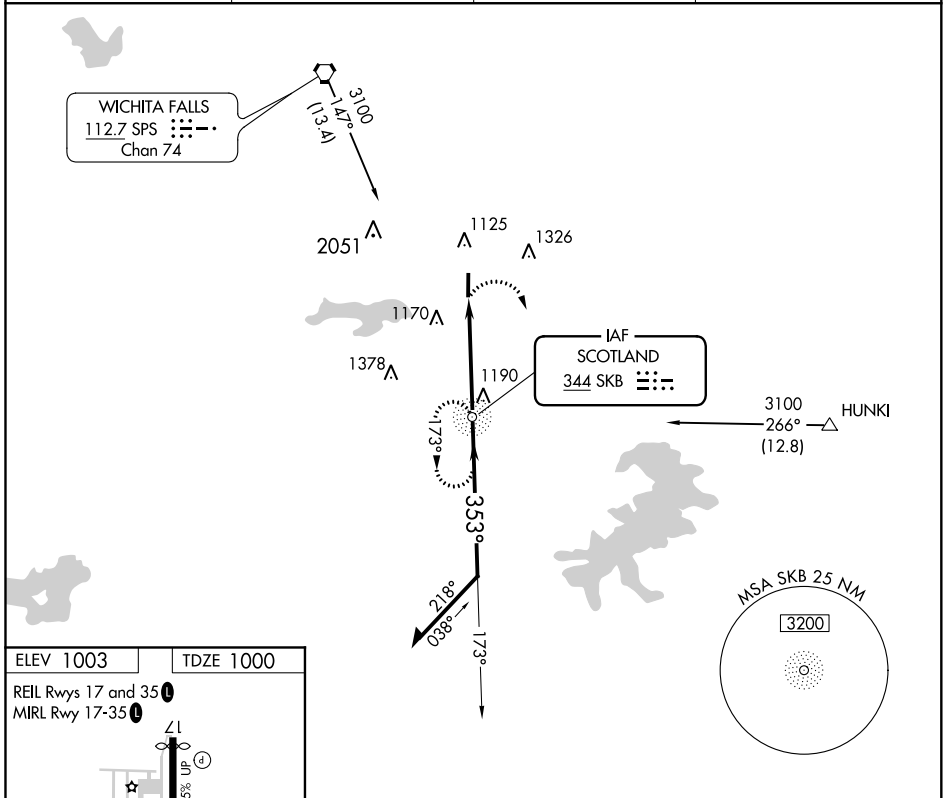 WICHITA FALLS
112.7 SPS
Chan 74
3100
147°
(13.4)
2051
1125
1326
1170
1378
1190
IAF
SCOTLAND
344 SKB
3100
266°
(12.8)
HUNKI
173°
353°
218°
038°
173°
MSA SKB 25 NM
3200
ELEV 1003
TDZE 1000
REIL Rwys 17 and 35 L
MIRL Rwy 17-35 L
17
P
5% UP